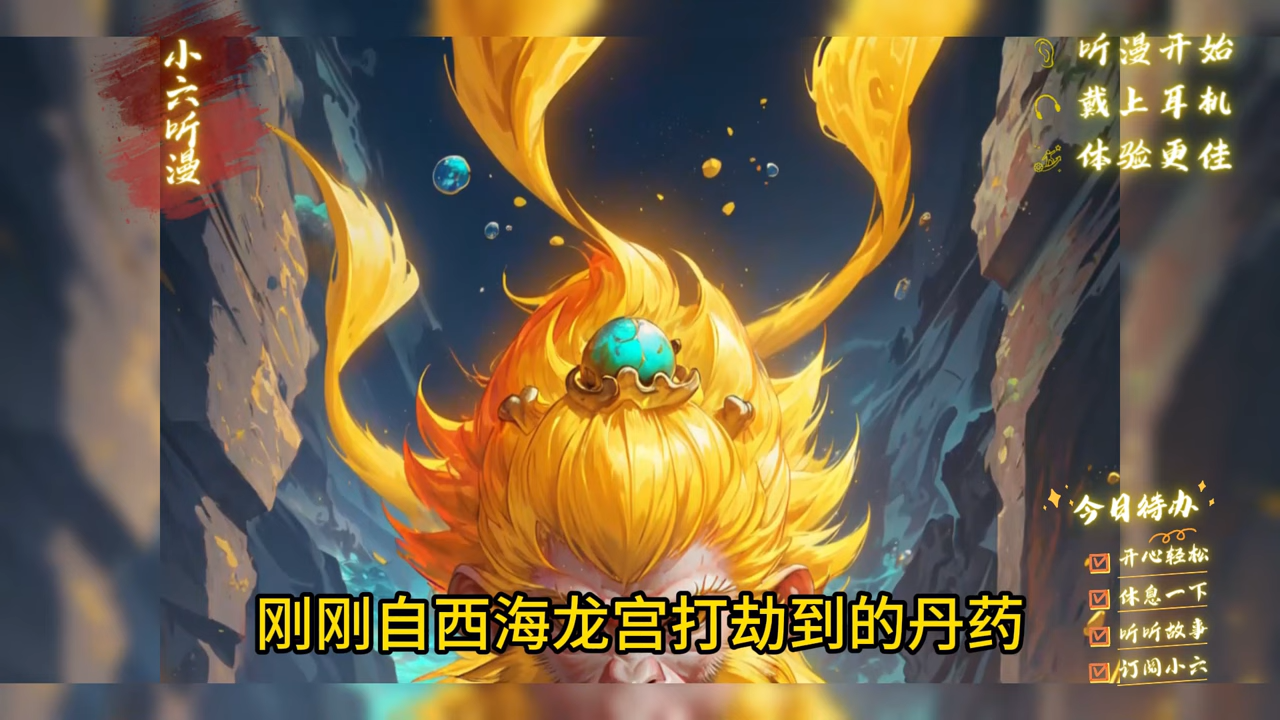 小六听漫
听漫开始
戴上耳机
体验更佳
今日待办
开心轻松
休息一下
听听故事
订阅小六
刚刚自西海龙宫打劫到的丹药